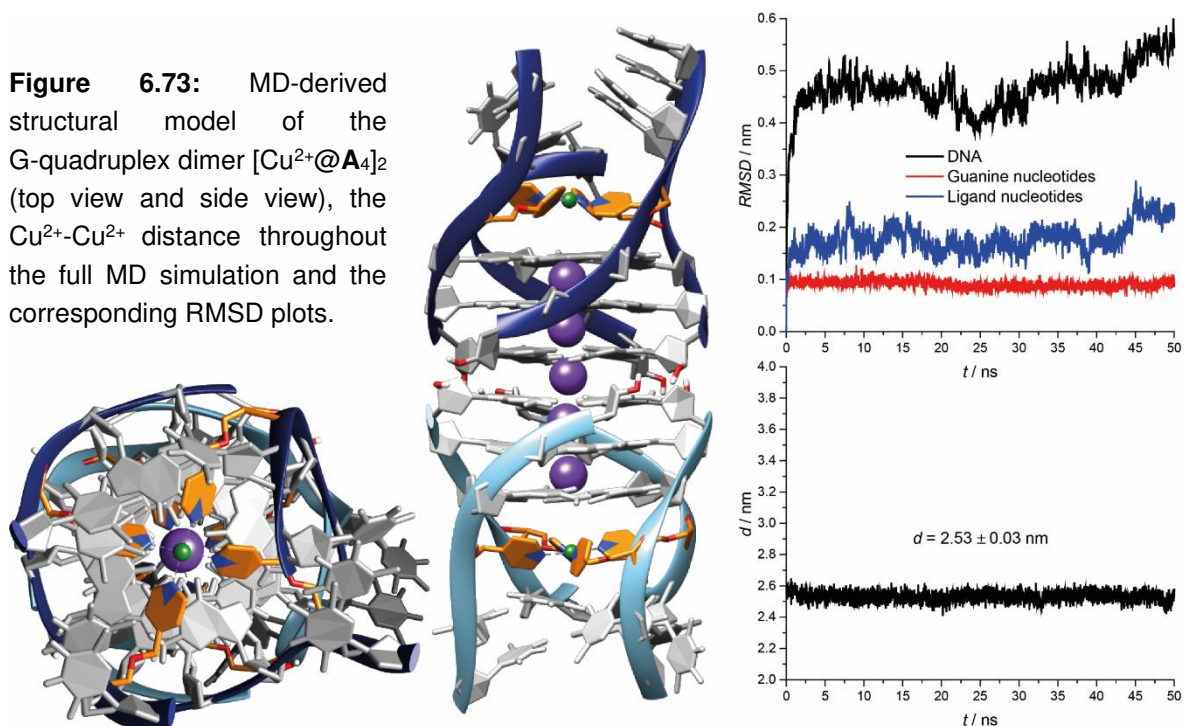 Figure 6.73: MD-derived
structural model of the
G-quadruplex dimer [Cu²⁺@A₄]₂
(top view and side view), the
Cu²⁺-Cu²⁺ distance throughout
the full MD simulation and the
corresponding RMSD plots.
0.6
0.5
0.4
0.3
0.2
0.1
0.0
RMSD / nm
DNA
Guanine nucleotides
Ligand nucleotides
0 5 10 15 20 25 30 35 40 45 50
t / ns
4.0
3.8
3.6
3.4
3.2
3.0
2.8
2.6
2.4
2.2
2.0
d / nm
d = 2.53 ± 0.03 nm
0 5 10 15 20 25 30 35 40 45 50
t / ns